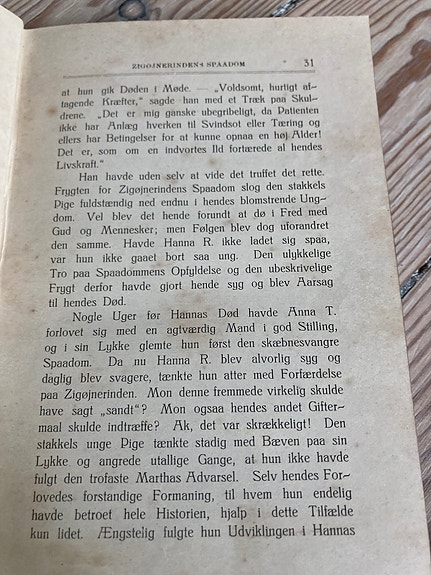 ZIGØJNERINDENS SPAADOM 31
at hun gik Døden i Møde. — „Voldsomt, hurtigt af-
tagende Kræfter,“ sagde han med et Træk paa Skul-
drene. „Det er mig ganske ubegribeligt, da Patienten
ikke har Anlæg hverken til Svindsot eller Tæring og
ellers har Betingelser for at kunne opnaa en høj Alder!
Det er, som om en indvortes Ild fortærede al hendes
Livskraft.“
Han havde uden selv at vide det truffet det rette.
Frygten for Zigøjnerindens Spaadom slog den stakkels
Pige fuldstændig ned endnu i hendes blomstrende Ung-
dom. Vel blev det hende forundt at dø i Fred med
Gud og Mennesker; men Følgen blev dog uforandret
den samme. Havde Hanna R. ikke ladet sig spaa,
var hun ikke gaaet bort saa ung. Den ulykkelige
Tro paa Spaadommens Opfyldelse og den ubeskrivelige
Frygt derfor havde gjort hende syg og blev Aarsag
til hendes Død.
Nogle Uger før Hannas Død havde Anna T.
forlovet sig med en agtværdig Mand i god Stilling,
og i sin Lykke glemte hun først den skæbnesvangre
Spaadom. Da nu Hanna R. blev alvorlig syg og
daglig blev svagere, tænkte hun atter med Forfærdelse
paa Zigøjnerinden. Mon denne fremmede virkelig skulde
have sagt „sandt“? Mon ogsaa hendes andet Gifter-
maal skulde indtræffe? Ak, det var skrækkeligt! Den
stakkels unge Pige tænkte stadig med Bæven paa sin
Lykke og angrede utallige Gange, at hun ikke havde
fulgt den trofaste Marthas Advarsel. Selv hendes For-
lovedes forstandige Formaning, til hvem hun endelig
havde betroet hele Historien, hjalp i dette Tilfælde
kun lidet. Ængstelig fulgte hun Udviklingen i Hannas